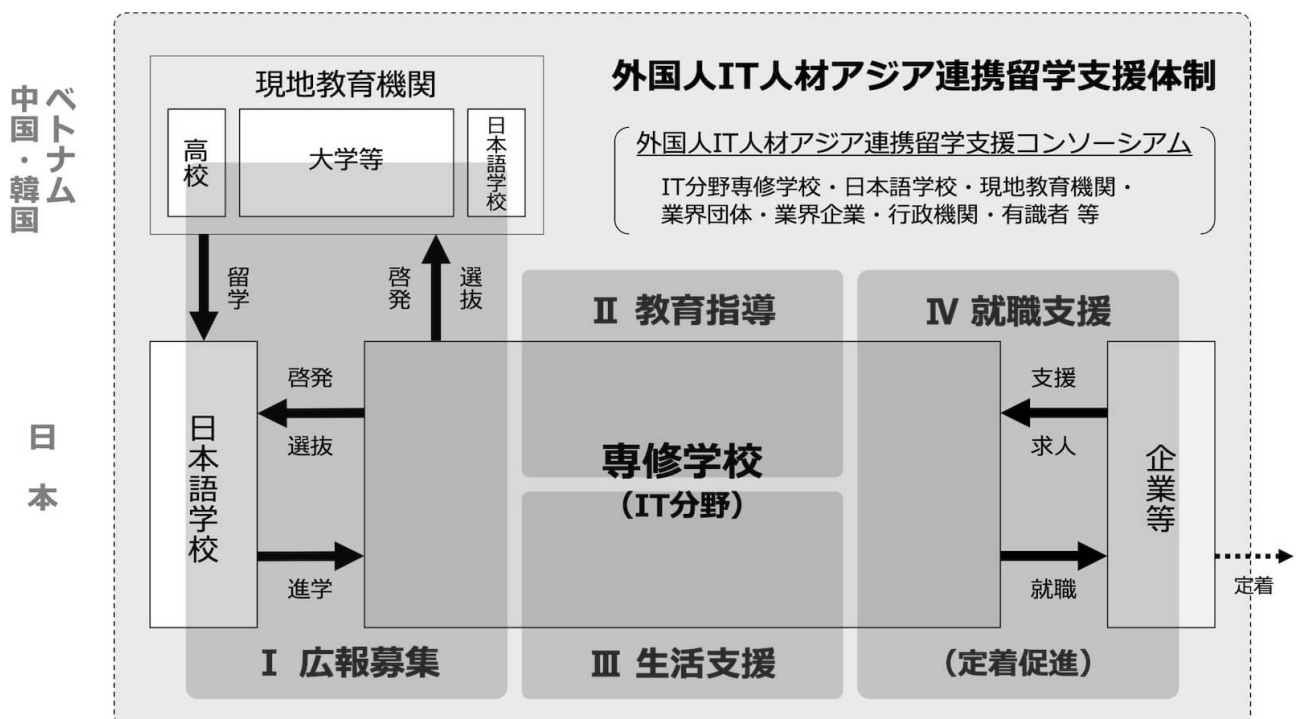 外国人IT人材アジア連携留学支援体制
外国人IT人材アジア連携留学支援コンソーシアム
IT分野専修学校・日本語学校・現地教育機関・
業界団体・業界企業・行政機関・有識者 等
ベトナム
中国・韓国
現地教育機関
高校
大学等
日本語学校
留学
啓発
選抜
日本
日本語学校
啓発
選抜
進学
Ⅰ 広報募集
Ⅱ 教育指導
専修学校
（IT分野）
Ⅲ 生活支援
Ⅳ 就職支援
支援
求人
就職
企業等
定着
（定着促進）